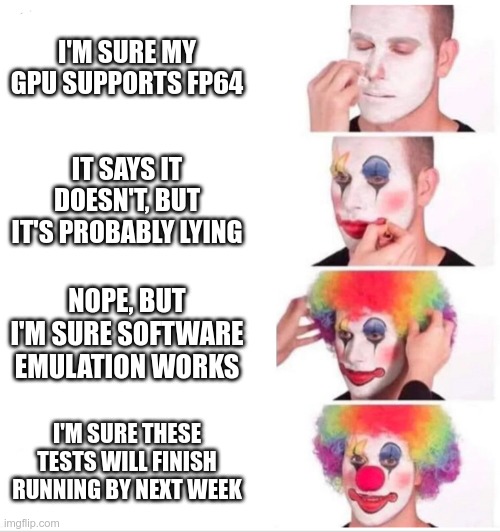 I'M SURE MY
GPU SUPPORTS FP64
IT SAYS IT
DOESN'T, BUT
IT'S PROBABLY LYING
NOPE, BUT
I'M SURE SOFTWARE
EMULATION WORKS
I'M SURE THESE
TESTS WILL FINISH
RUNNING BY NEXT WEEK
imgflip.com